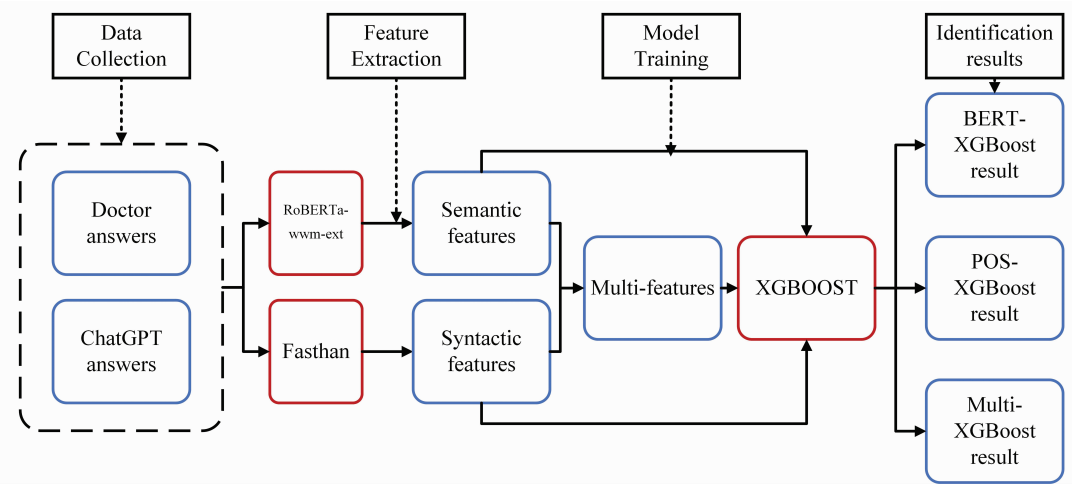 Data
Collection
Feature
Extraction
Model
Training
Identification
results
Doctor
answers
ChatGPT
answers
RoBERTa-
wwm-ext
Fasthan
Semantic
features
Syntactic
features
Multi-features
XGBOOST
BERT-
XGBoost
result
POS-
XGBoost
result
Multi-
XGBoost
result